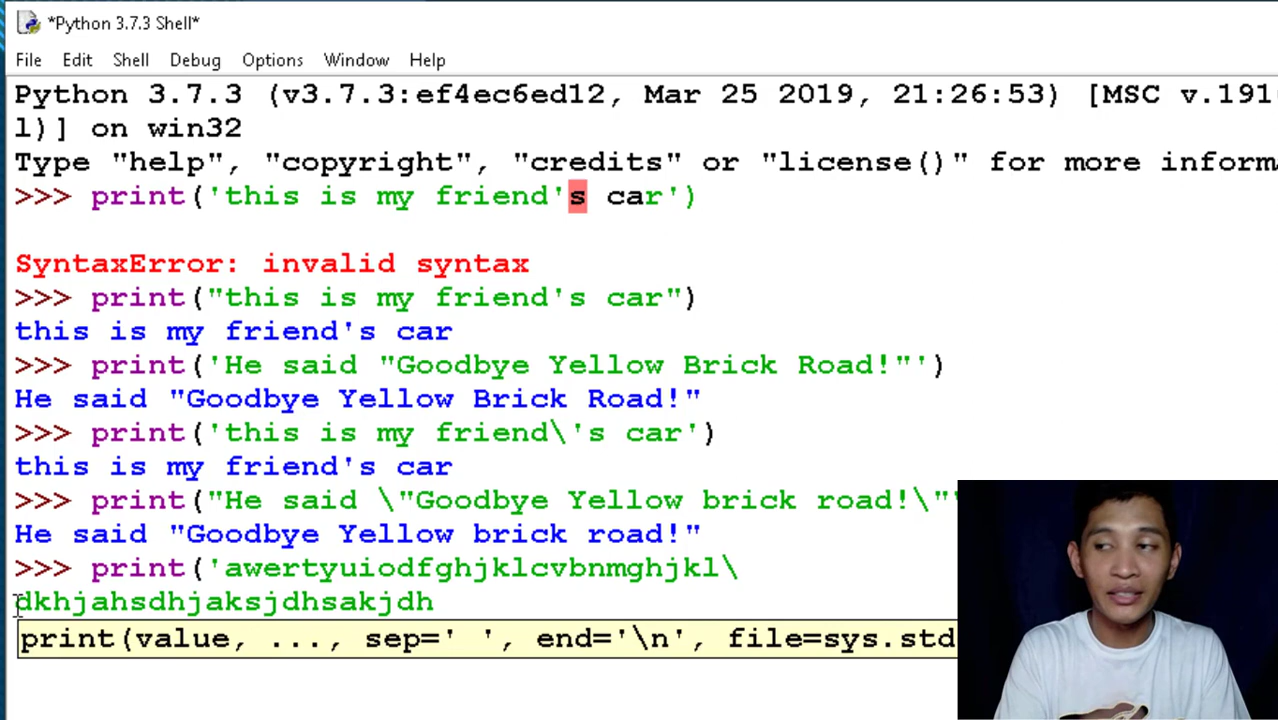 *Python 3.7.3 Shell*
File Edit Shell Debug Options Window Help
Python 3.7.3 (v3.7.3:ef4ec6ed12, Mar 25 2019, 21:26:53) [MSC v.191
l)] on win32
Type "help", "copyright", "credits" or "license()" for more inform
>>> print('this is my friend's car')
SyntaxError: invalid syntax
>>> print("this is my friend's car")
this is my friend's car
>>> print('He said "Goodbye Yellow Brick Road!"')
He said "Goodbye Yellow Brick Road!"
>>> print('this is my friend\'s car')
this is my friend's car
>>> print("He said \"Goodbye Yellow brick road!\"
He said "Goodbye Yellow brick road!"
>>> print('awertyuiodfghjklcvbnmghjkl\
dkhjahsdhjaksjdhsakjdh
print(value, ..., sep=' ', end='\n', file=sys.std